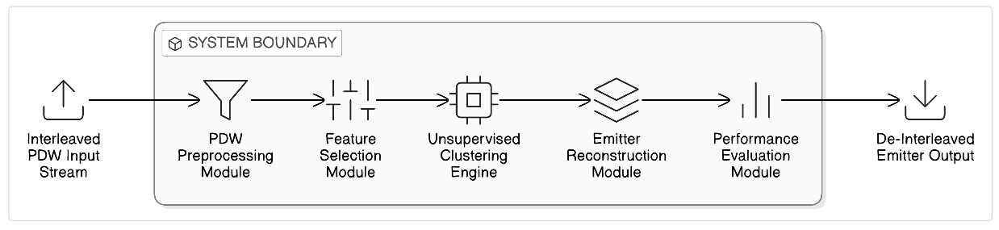 SYSTEM BOUNDARY
Interleaved
PDW Input
Stream
PDW
Preprocessing
Module
Feature
Selection
Module
Unsupervised
Clustering
Engine
Emitter
Reconstruction
Module
Performance
Evaluation
Module
De-Interleaved
Emitter Output